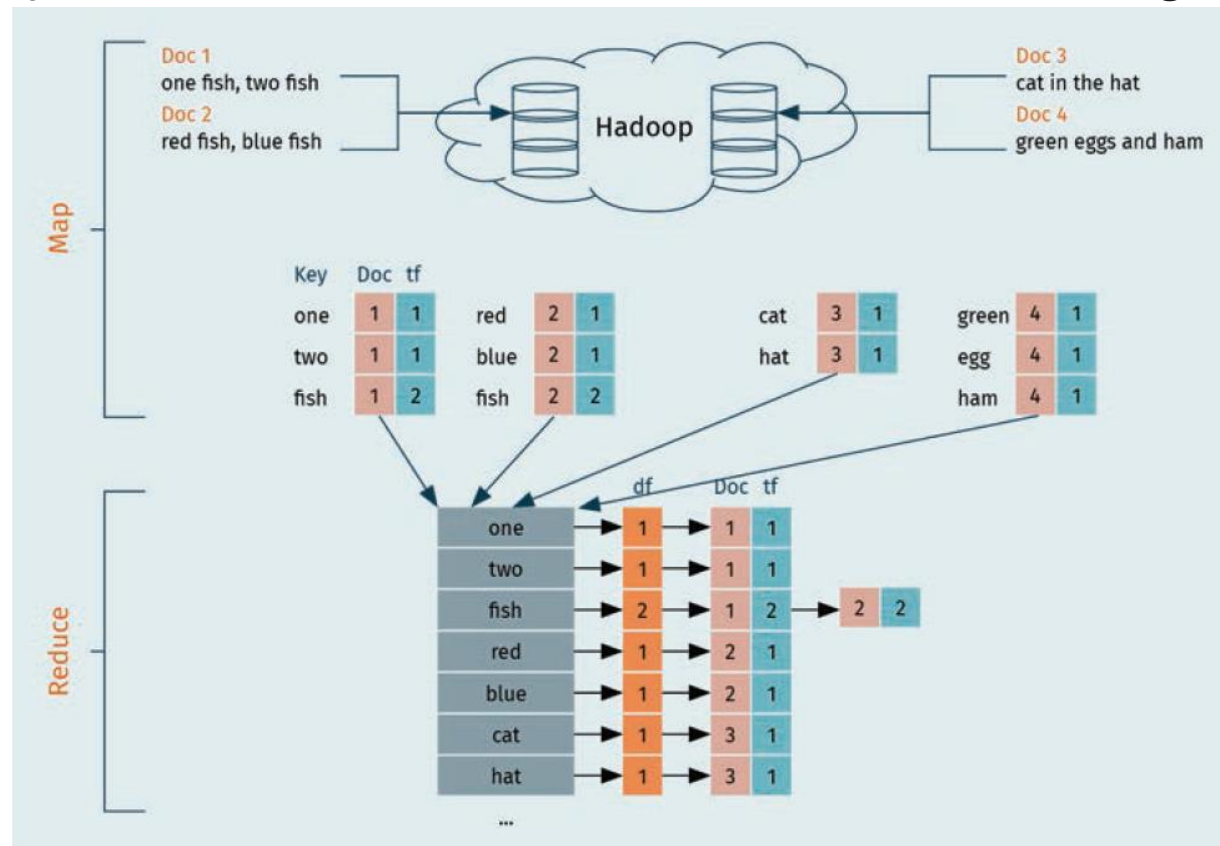 Map
Doc 1
one fish, two fish
Doc 2
red fish, blue fish
Hadoop
Doc 3
cat in the hat
Doc 4
green eggs and ham
Key Doc tf
one 1 1
two 1 1
fish 1 2
red 2 1
blue 2 1
fish 2 2
cat 3 1
hat 3 1
green 4 1
egg 4 1
ham 4 1
Reduce
df Doc tf
one 1 1 1
two 1 1 1
fish 2 1 2 2 2
red 1 2 1
blue 1 2 1
cat 1 3 1
hat 1 3 1
...